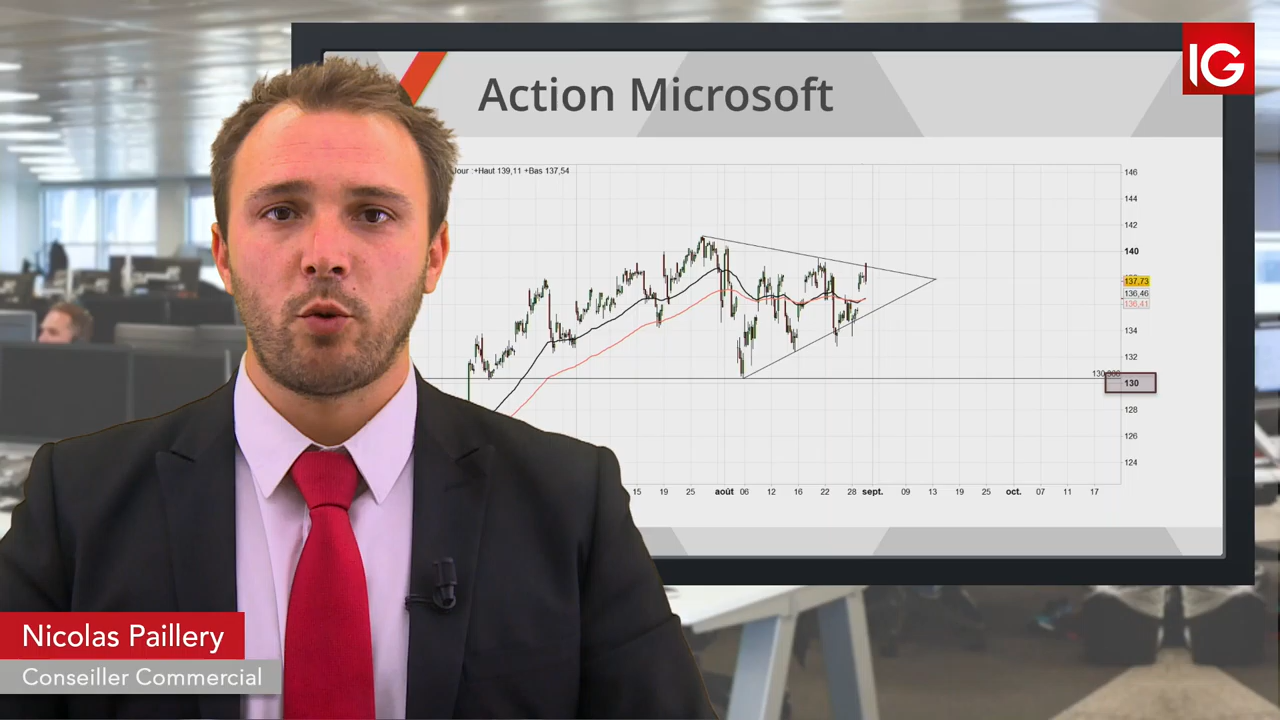 IG
Action Microsoft
Jour :+Haut 139,11 +Bas 137,54
146
144
142
140
137,73
136,46
136,41
134
132
130
128
126
124
15 19 25 août 06 12 16 22 28 sept. 09 13 19 25 oct. 07 11 17
Nicolas Paillery
Conseiller Commercial